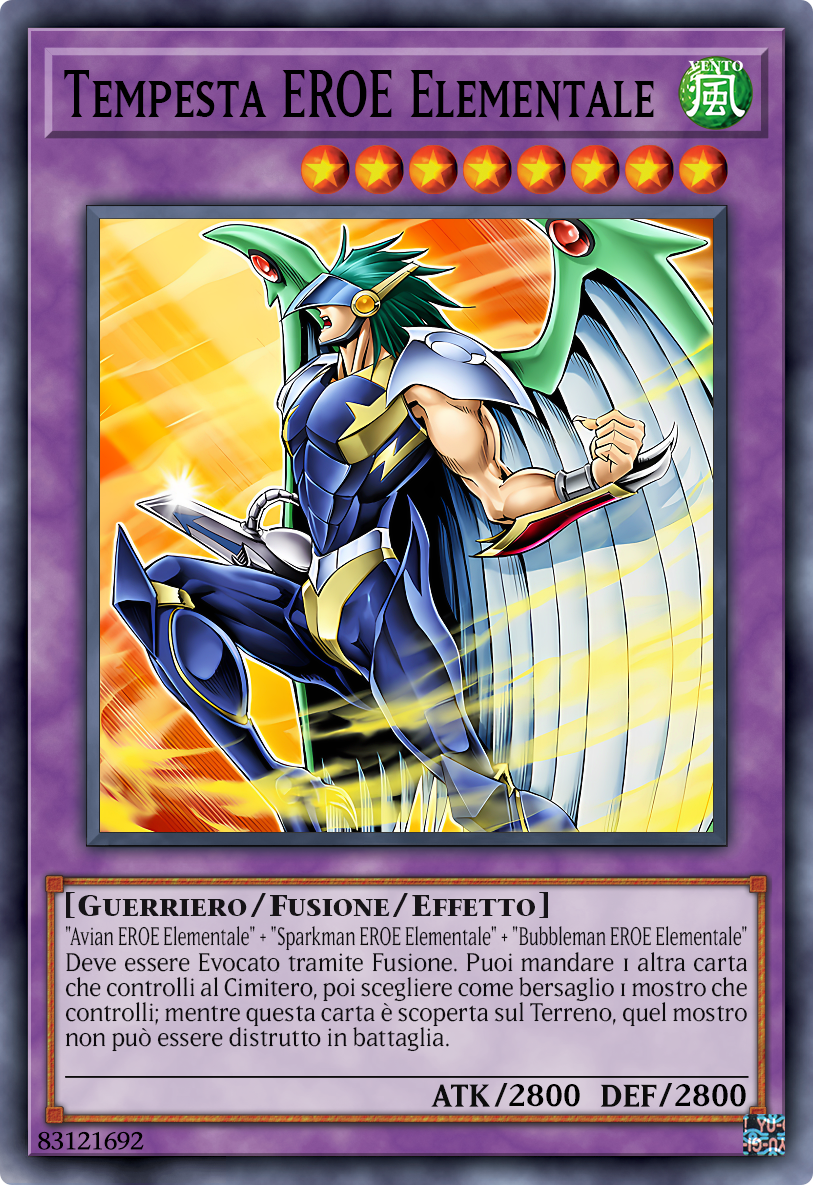 Tempesta EROE Elementale
VENTO
風
[Guerriero/Fusione/Effetto]
"Avian EROE Elementale" + "Sparkman EROE Elementale" + "Bubbleman EROE Elementale"
Deve essere Evocato tramite Fusione. Puoi mandare 1 altra carta
che controlli al Cimitero, poi scegliere come bersaglio 1 mostro che
controlli; mentre questa carta è scoperta sul Terreno, quel mostro
non può essere distrutto in battaglia.
ATK/2800 DEF/2800
83121692